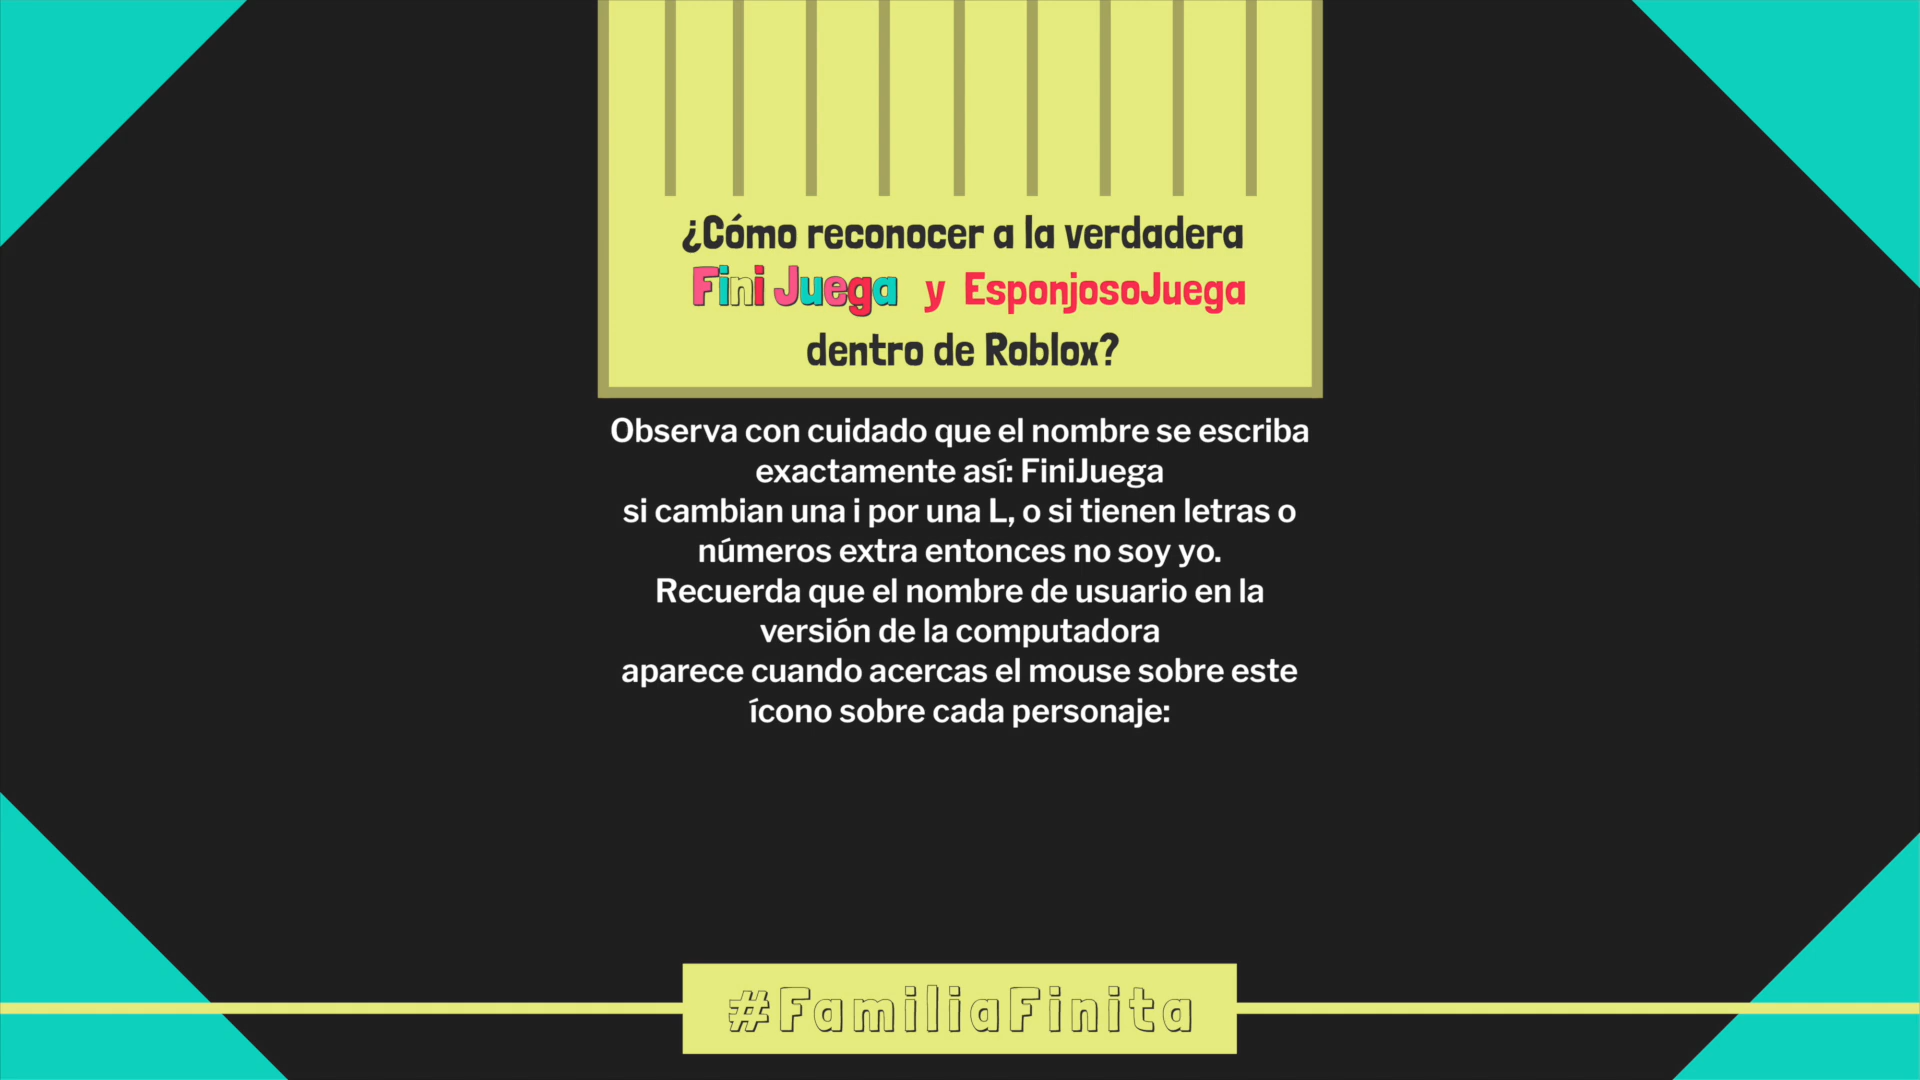 ¿Cómo reconocer a la verdadera
Fini Juega y EsponjosoJuega
dentro de Roblox?
Observa con cuidado que el nombre se escriba
exactamente así: FiniJuega
si cambian una i por una L, o si tienen letras o
números extra entonces no soy yo.
Recuerda que el nombre de usuario en la
versión de la computadora
aparece cuando acercas el mouse sobre este
ícono sobre cada personaje:
#FamiliaFinita